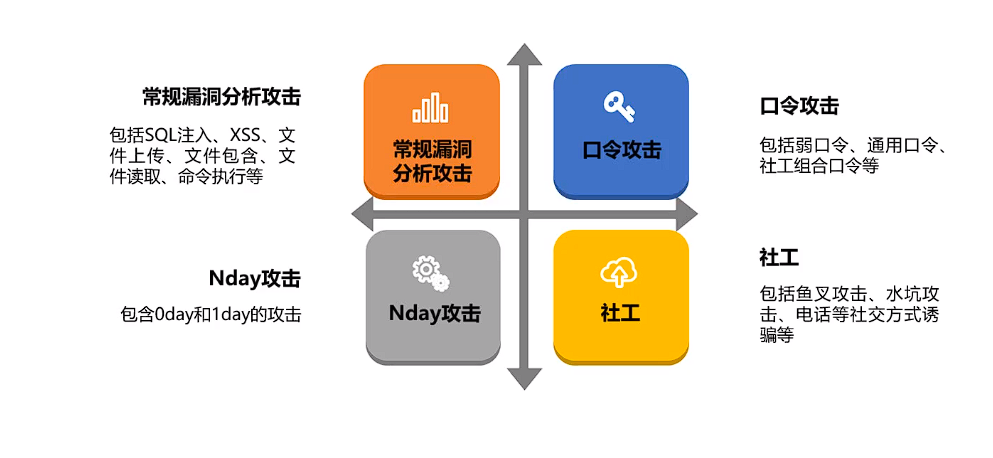 常规漏洞分析攻击
包括SQL注入、XSS、文
件上传、文件包含、文
件读取、命令执行等
常规漏洞
分析攻击
口令攻击
口令攻击
包括弱口令、通用口令、
社工组合口令等
Nday攻击
包含0day和1day的攻击
Nday攻击
社工
社工
包括鱼叉攻击、水坑攻
击、电话等社交方式诱
骗等